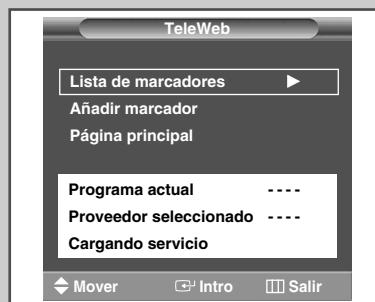 TeleWeb
Lista de marcadores
Añadir marcador
Página principal
Programa actual - - - -
Proveedor seleccionado - - - -
Cargando servicio
Mover Intro Salir